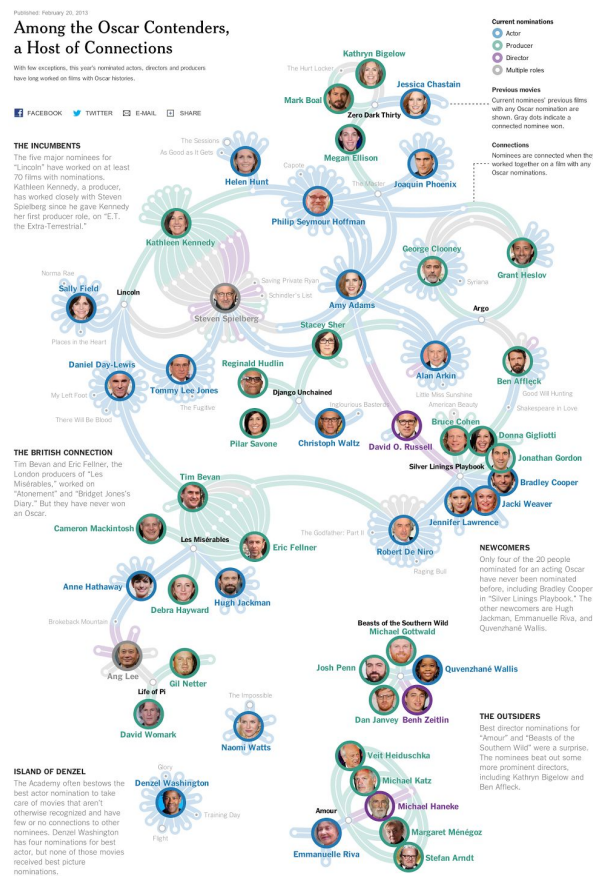 Published: February 20, 2013
Among the Oscar Contenders,
a Host of Connections
With few exceptions, this year's nominated actors, directors and producers
have long worked on films with Oscar histories.
FACEBOOK
TWITTER
E-MAIL
SHARE
Current nominations
Actor
Producer
Director
Multiple roles
Previous movies
Current nominees' previous films
with any Oscar nomination are
shown. Gray dots indicate a
connected nominee won.
Connections
Nominees are connected when the
worked together on a film with any
Oscar nominations.
THE INCUMBENTS
The five major nominees for
"Lincoln" have worked on at least
70 films with nominations.
Kathleen Kennedy, a producer,
has worked closely with Steven
Spielberg since he gave Kennedy
her first producer role, on "E.T.
the Extra-Terrestrial."
Kathryn Bigelow
The Hurt Locker
Jessica Chastain
Mark Boal
Zero Dark Thirty
Megan Ellison
The Sessions
As Good as It Gets
Helen Hunt
Capote
The Master
Joaquin Phoenix
Philip Seymour Hoffman
Kathleen Kennedy
George Clooney
Grant Heslov
Syriana
Norma Rae
Sally Field
Lincoln
Saving Private Ryan
Schindler's List
Steven Spielberg
Amy Adams
Argo
Places in the Heart
Stacey Sher
Daniel Day-Lewis
Tommy Lee Jones
My Left Foot
The Fugitive
There Will Be Blood
Reginald Hudlin
Django Unchained
Inglourious Basterds
Pilar Savone
Christoph Waltz
Alan Arkin
Little Miss Sunshine
American Beauty
Ben Affleck
Good Will Hunting
Shakespeare in Love
David O. Russell
Bruce Cohen
Donna Gigliotti
Jonathan Gordon
Silver Linings Playbook
Bradley Cooper
Jacki Weaver
Jennifer Lawrence
THE BRITISH CONNECTION
Tim Bevan and Eric Fellner, the
London producers of "Les
Misérables," worked on
"Atonement" and "Bridget Jones's
Diary." But they have never won
an Oscar.
Tim Bevan
Cameron Mackintosh
Les Misérables
Eric Fellner
The Godfather: Part II
Robert De Niro
Raging Bull
Anne Hathaway
Debra Hayward
Hugh Jackman
Brokeback Mountain
NEWCOMERS
Only four of the 20 people
nominated for an acting Oscar
have never been nominated
before, including Bradley Cooper
in "Silver Linings Playbook." The
other newcomers are Hugh
Jackman, Emmanuelle Riva, and
Quvenzhané Wallis.
Beasts of the Southern Wild
Michael Gottwald
Josh Penn
Quvenzhané Wallis
Dan Janvey
Benh Zeitlin
Ang Lee
Gil Netter
Life of Pi
David Womark
The Impossible
Naomi Watts
THE OUTSIDERS
Best director nominations for
"Amour" and "Beasts of the
Southern Wild" were a surprise.
The nominees beat out some
more prominent directors,
including Kathryn Bigelow and
Ben Affleck.
Veit Heiduschka
Michael Katz
Michael Haneke
Amour
Margaret Ménégoz
Emmanuelle Riva
Stefan Arndt
ISLAND OF DENZEL
The Academy often bestows the
best actor nomination to take
care of movies that aren't
otherwise recognized and have
few or no connections to other
nominees. Denzel Washington
has four nominations for best
actor, but none of those movies
received best picture
nominations.
Glory
Denzel Washington
Training Day
Flight